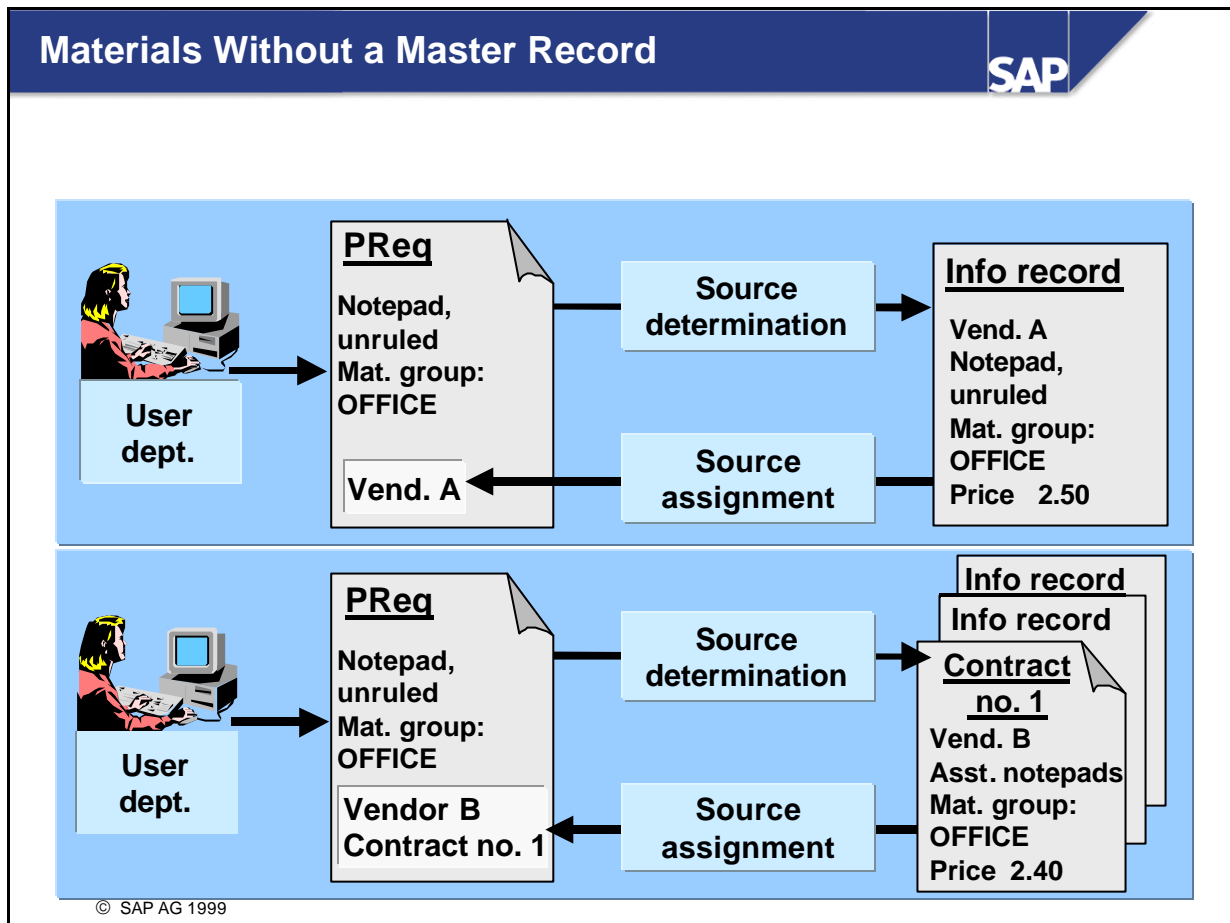 Materials Without a Master Record
SAP
PReq
Notepad,
unruled
Mat. group:
OFFICE
Vend. A
User
dept.
Source
determination
Source
assignment
Info record
Vend. A
Notepad,
unruled
Mat. group:
OFFICE
Price 2.50
PReq
Notepad,
unruled
Mat. group:
OFFICE
Vendor B
Contract no. 1
User
dept.
Source
determination
Source
assignment
Info record
Info record
Contract
no. 1
Vend. B
Asst. notepads
Mat. group:
OFFICE
Price 2.40
© SAP AG 1999